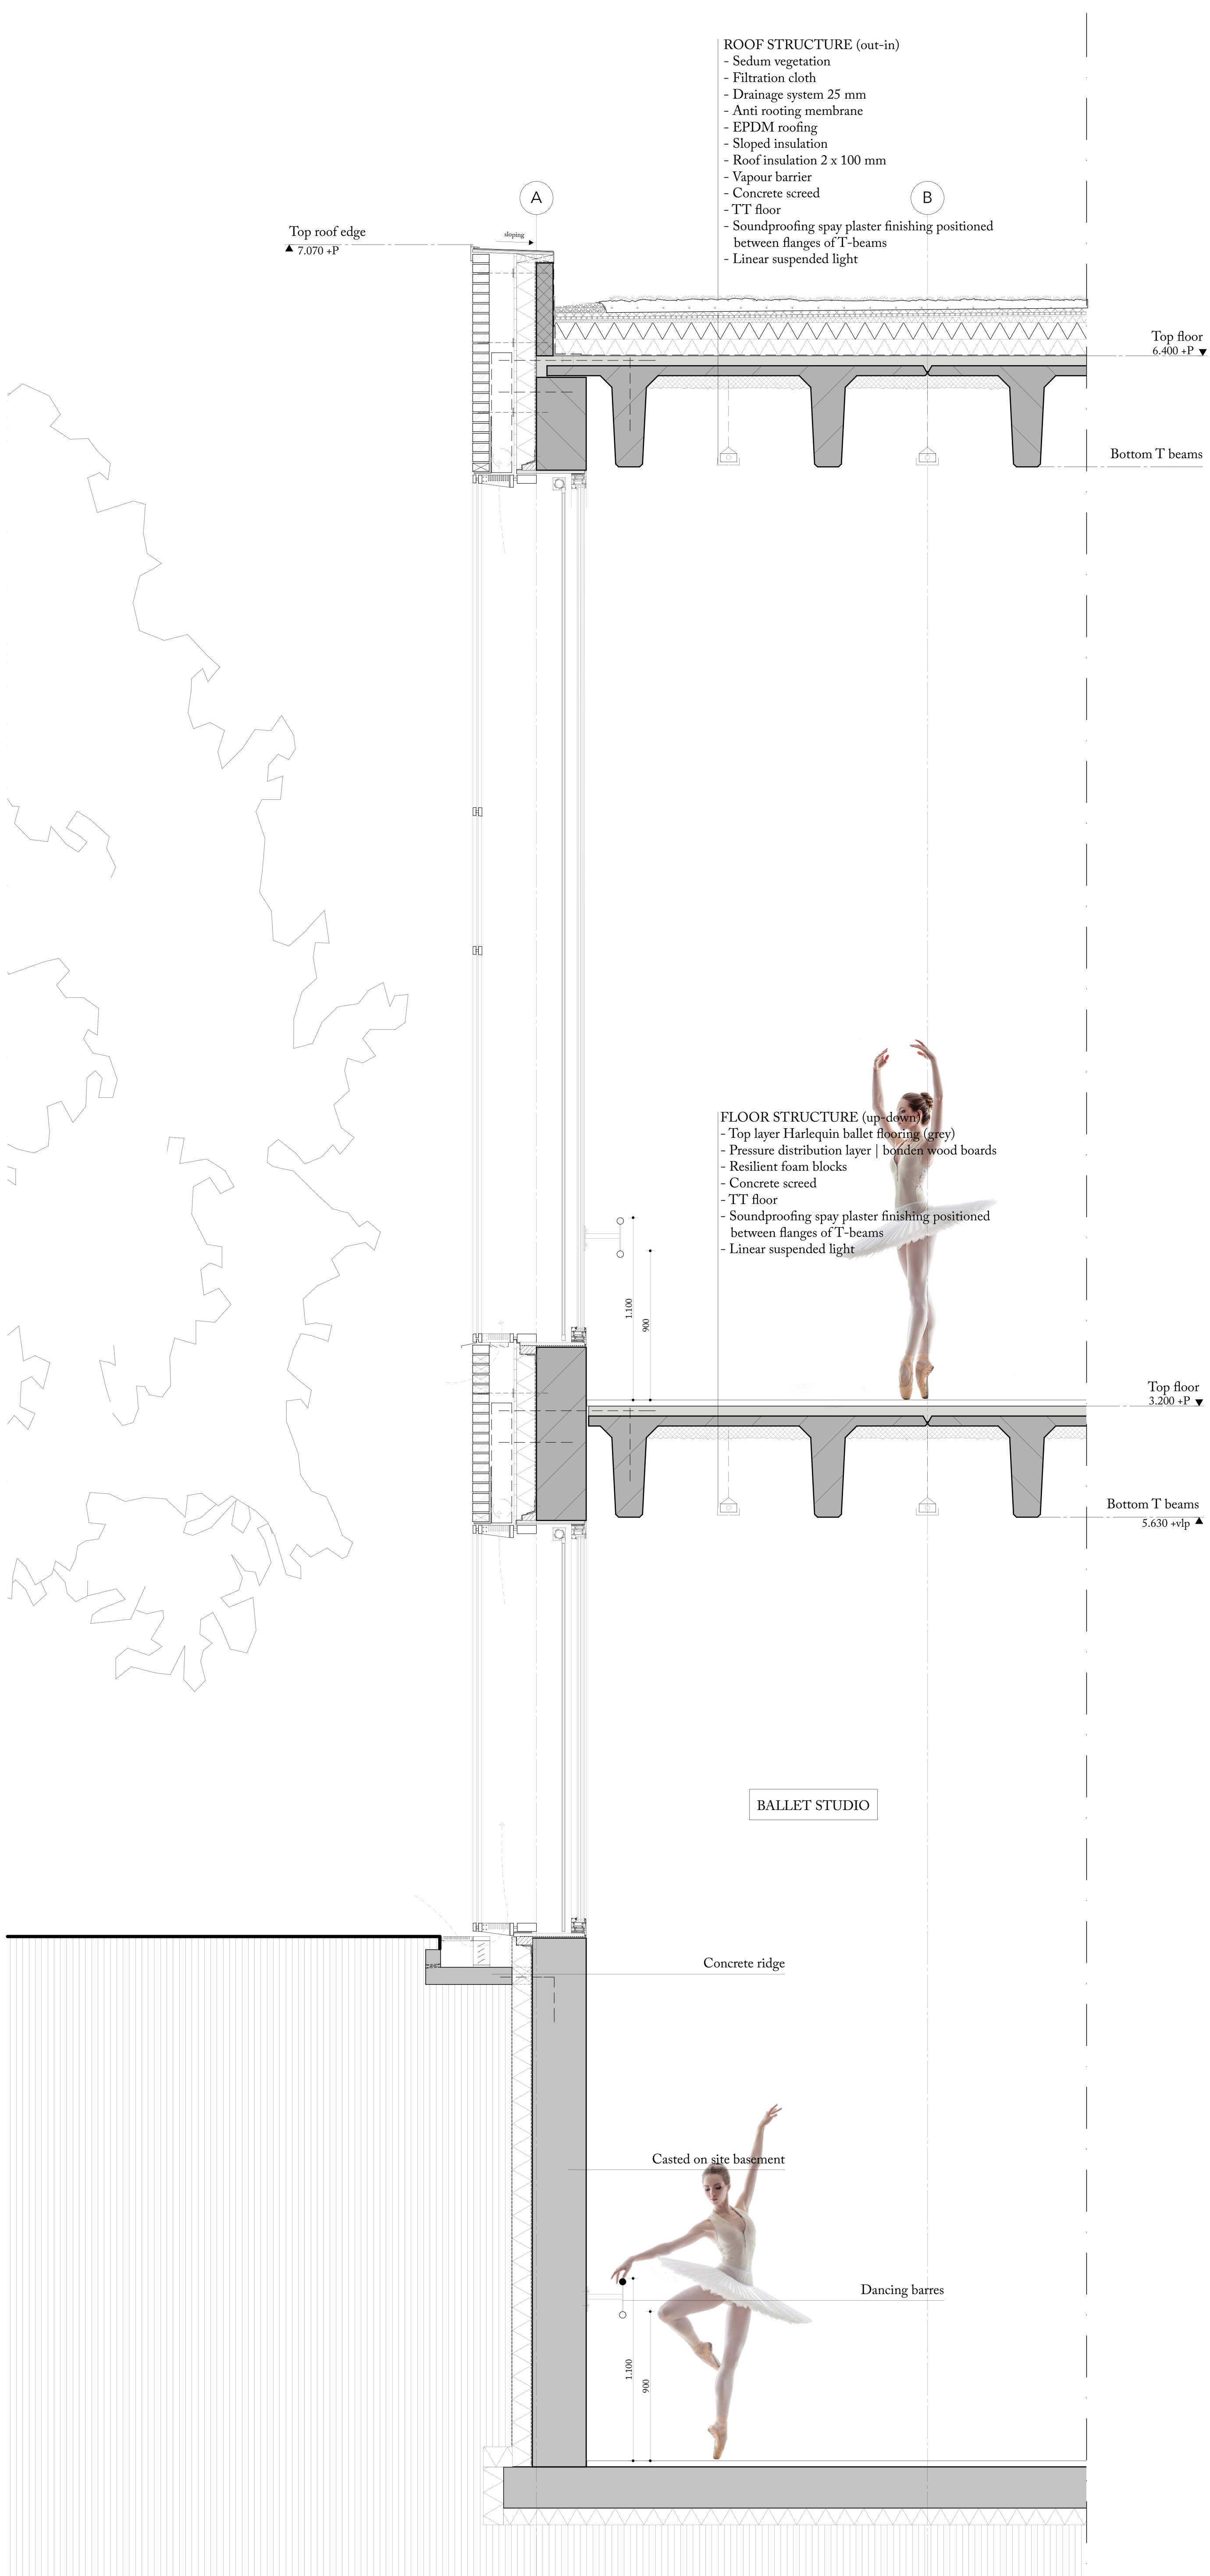 ROOF STRUCTURE (out-in)
- Sedum vegetation
- Filtration cloth
- Drainage system 25 mm
- Anti rooting membrane
- EPDM roofing
- Sloped insulation
- Roof insulation 2 x 100 mm
- Vapour barrier
- Concrete screed
- TT floor
- Soundproofing spay plaster finishing positioned
between flanges of T-beams
- Linear suspended light
A
B
Top roof edge
7.070 +P
sloping
Top floor
6.400 +P
Bottom T beams
FLOOR STRUCTURE (up-down)
- Top layer Harlequin ballet flooring (grey)
- Pressure distribution layer | bonden wood boards
- Resilient foam blocks
- Concrete screed
- TT floor
- Soundproofing spay plaster finishing positioned
between flanges of T-beams
- Linear suspended light
1.100
900
Top floor
3.200 +P
Bottom T beams
5.630 +vlp
BALLET STUDIO
Concrete ridge
Casted on site basement
Dancing barres
1.100
900